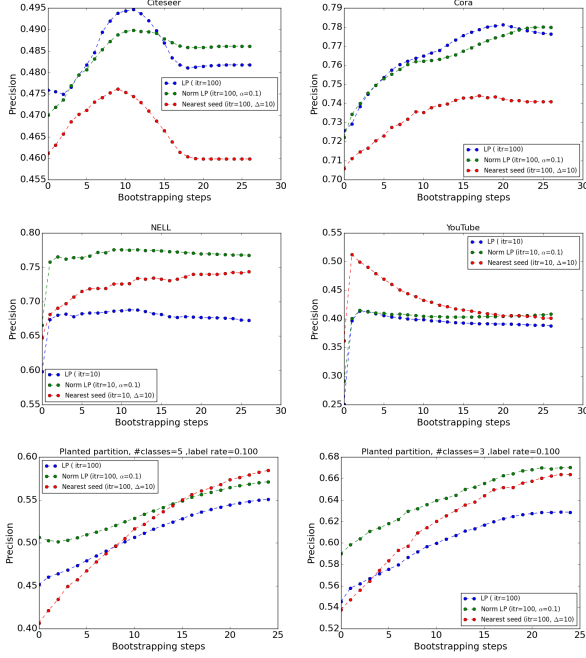 Citeseer
0.495
0.490
0.485
0.480
0.475
0.470
0.465
0.460
0.455
Precision
LP ( itr=100)
Norm LP (itr=100, α=0.1)
Nearest seed (itr=100, Δ=10)
0 5 10 15 20 25 30
Bootstrapping steps
Cora
0.79
0.78
0.77
0.76
0.75
0.74
0.73
0.72
0.71
0.70
Precision
LP ( itr=100)
Norm LP (itr=100, α=0.1)
Nearest seed (itr=100, Δ=10)
0 5 10 15 20 25 30
Bootstrapping steps
NELL
0.80
0.75
0.70
0.65
0.60
0.55
Precision
LP ( itr=10)
Norm LP (itr=10, α=0.1)
Nearest seed (itr=10, Δ=10)
0 5 10 15 20 25 30
Bootstrapping steps
YouTube
0.55
0.50
0.45
0.40
0.35
0.30
0.25
Precision
LP ( itr=10)
Norm LP (itr=10, α=0.1)
Nearest seed (itr=10, Δ=10)
0 5 10 15 20 25 30
Bootstrapping steps
Planted partition, #classes=5 ,label rate=0.100
0.60
0.55
0.50
0.45
0.40
Precision
LP ( itr=100)
Norm LP (itr=100, α=0.1)
Nearest seed (itr=100, Δ=10)
0 5 10 15 20 25
Bootstrapping steps
Planted partition, #classes=3 ,label rate=0.100
0.68
0.66
0.64
0.62
0.60
0.58
0.56
0.54
0.52
Precision
LP ( itr=100)
Norm LP (itr=100, α=0.1)
Nearest seed (itr=100, Δ=10)
0 5 10 15 20 25
Bootstrapping steps